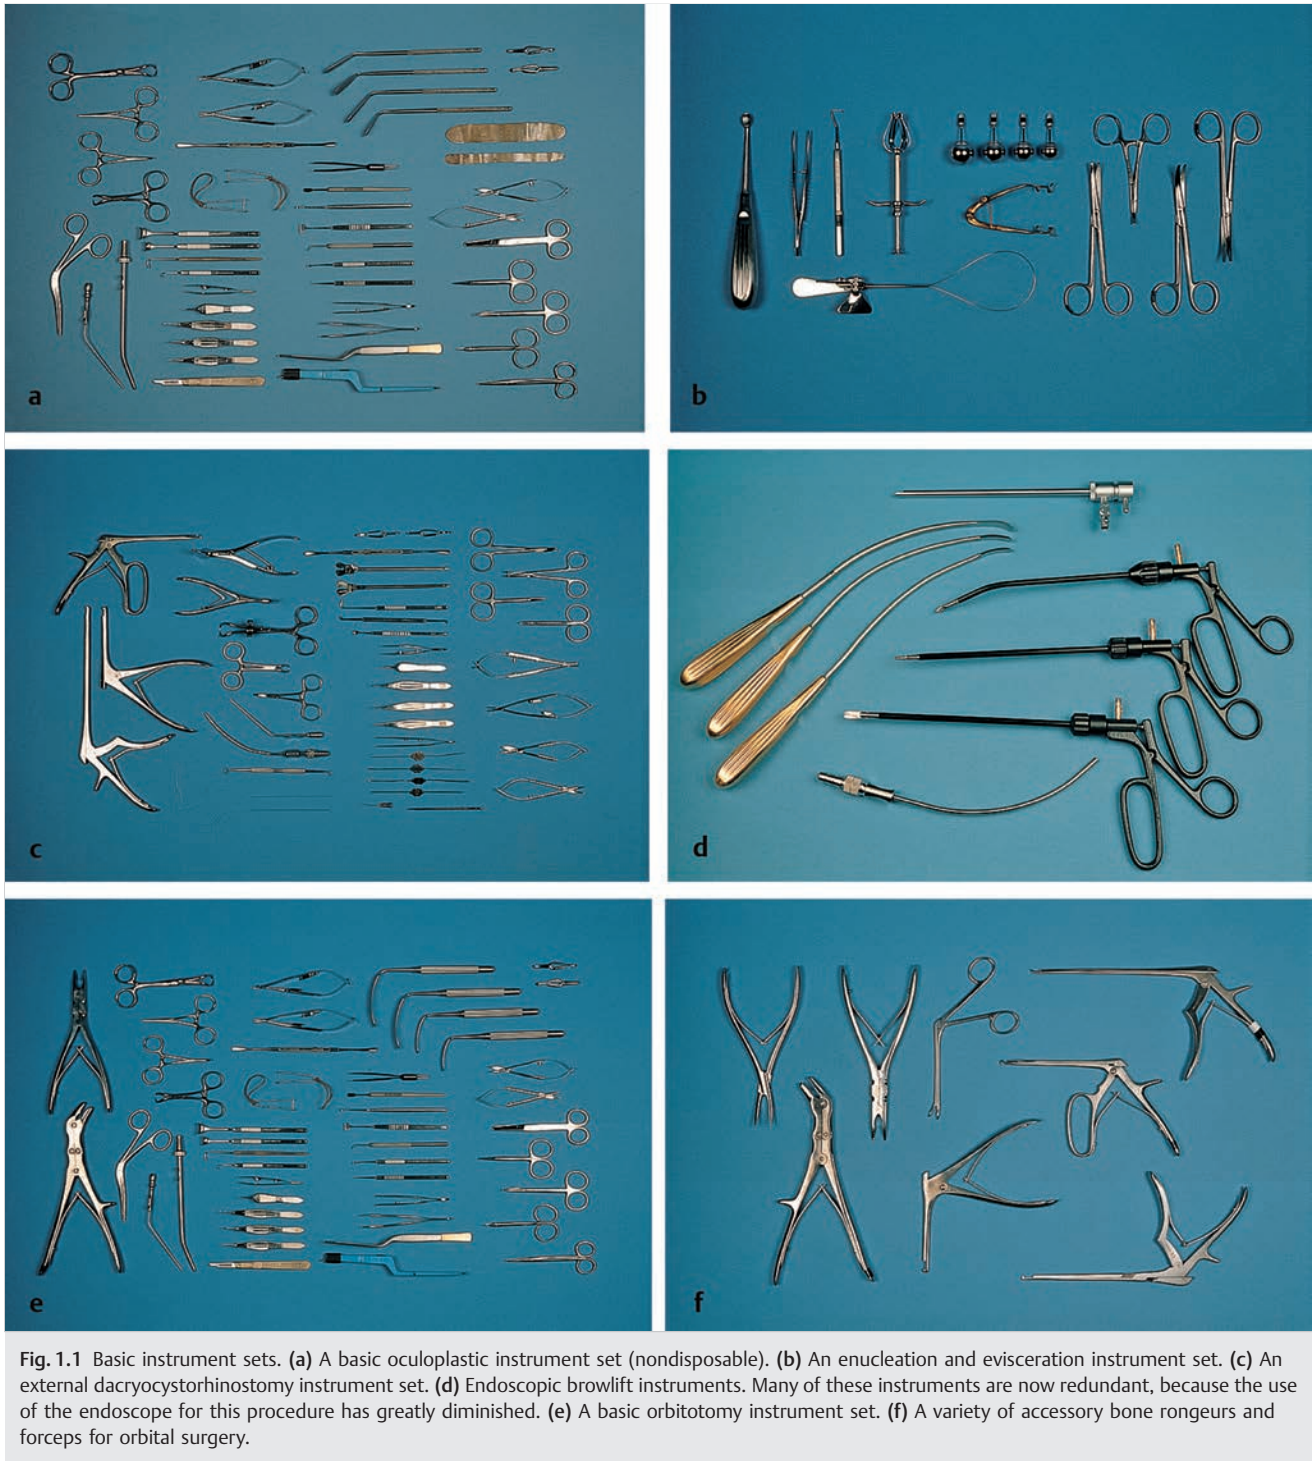 a
b
c
d
e
f
Fig. 1.1 Basic instrument sets. (a) A basic oculoplastic instrument set (nondisposable). (b) An enucleation and evisceration instrument set. (c) An
external dacryocystorhinostomy instrument set. (d) Endoscopic browlift instruments. Many of these instruments are now redundant, because the use
of the endoscope for this procedure has greatly diminished. (e) A basic orbitotomy instrument set. (f) A variety of accessory bone rongeurs and
forceps for orbital surgery.